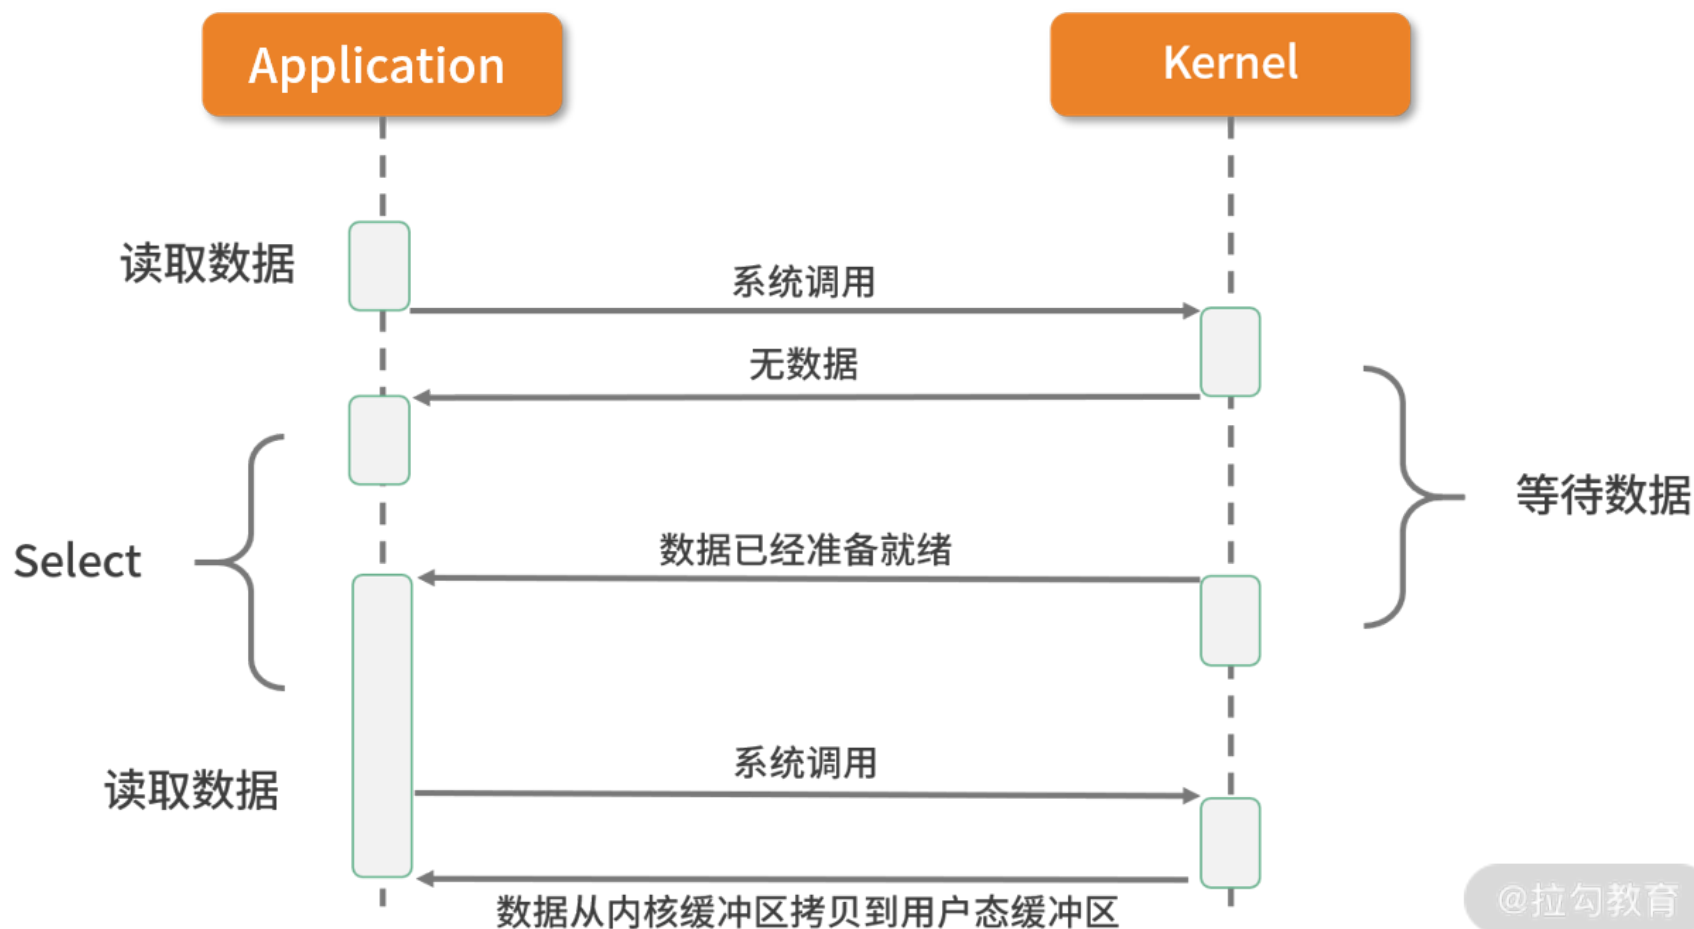 Application
Kernel
读取数据
系统调用
无数据
等待数据
Select
数据已经准备就绪
系统调用
读取数据
数据从内核缓冲区拷贝到用户态缓冲区
@拉勾教育